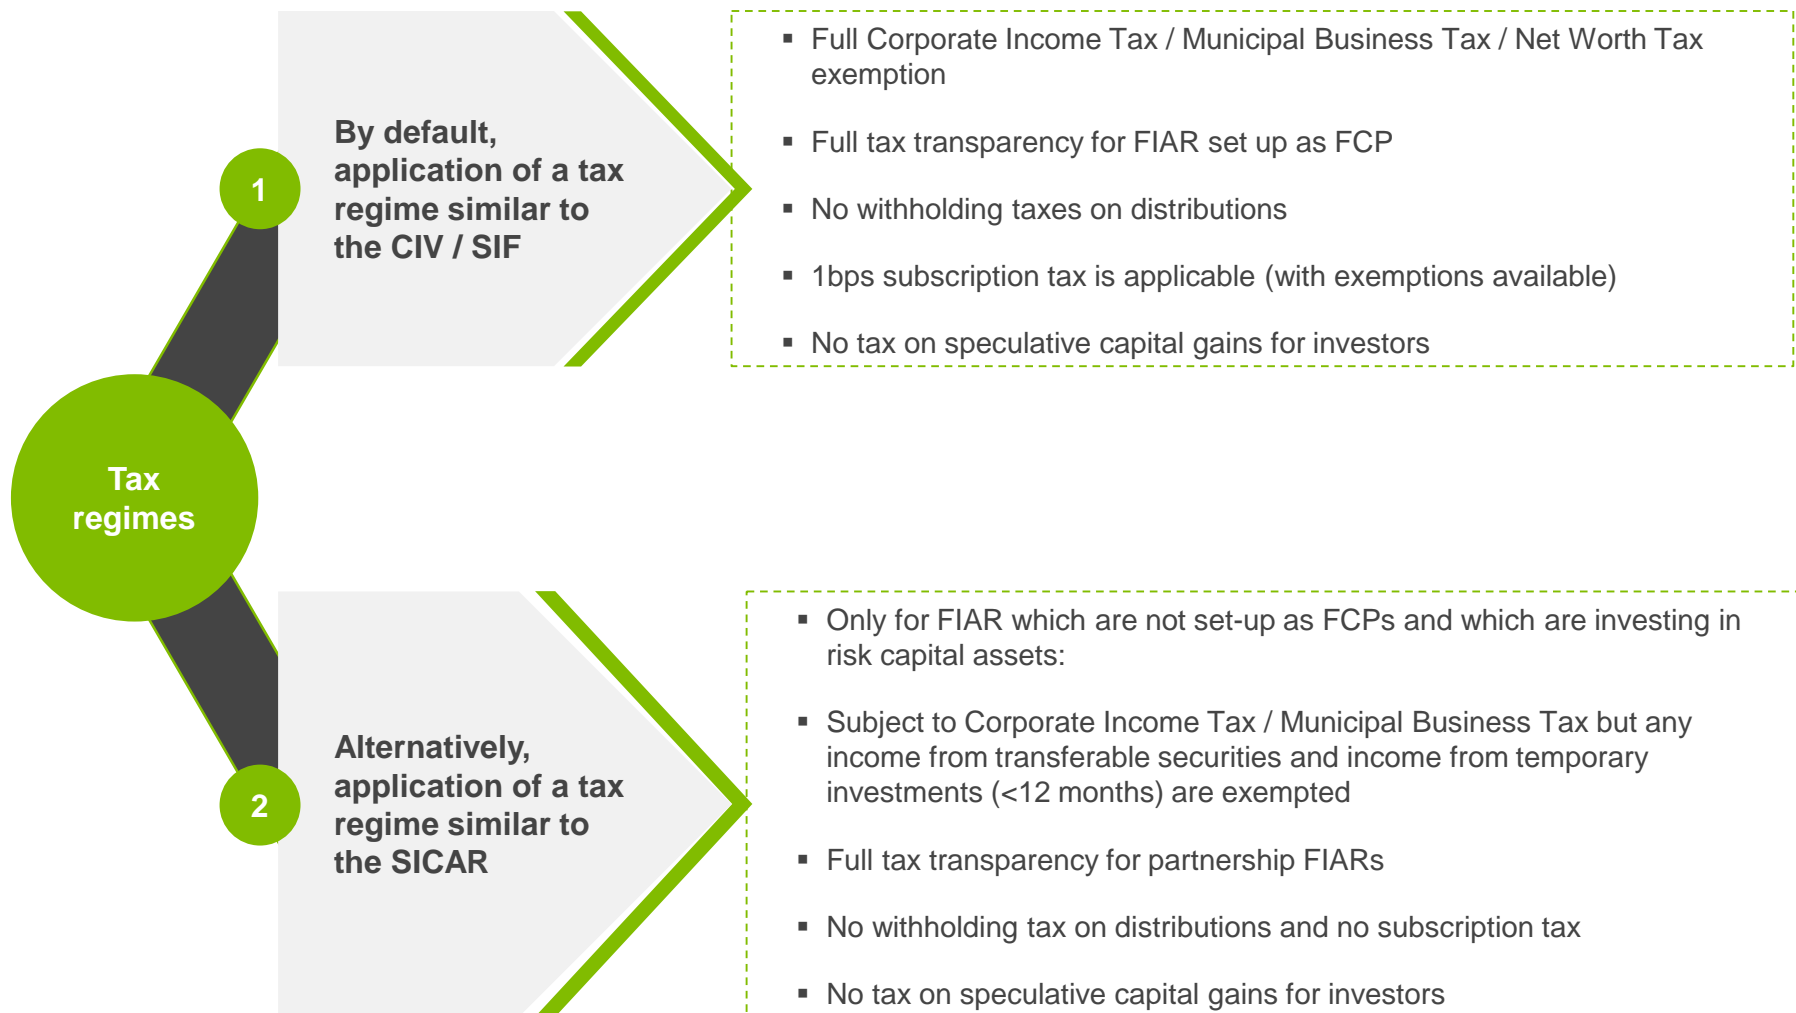 Tax
regimes
1
By default,
application of a tax
regime similar to
the CIV / SIF
▪ Full Corporate Income Tax / Municipal Business Tax / Net Worth Tax
exemption
▪ Full tax transparency for FIAR set up as FCP
▪ No withholding taxes on distributions
▪ 1bps subscription tax is applicable (with exemptions available)
▪ No tax on speculative capital gains for investors
2
Alternatively,
application of a tax
regime similar to
the SICAR
▪ Only for FIAR which are not set-up as FCPs and which are investing in
risk capital assets:
▪ Subject to Corporate Income Tax / Municipal Business Tax but any
income from transferable securities and income from temporary
investments (<12 months) are exempted
▪ Full tax transparency for partnership FIARs
▪ No withholding tax on distributions and no subscription tax
▪ No tax on speculative capital gains for investors